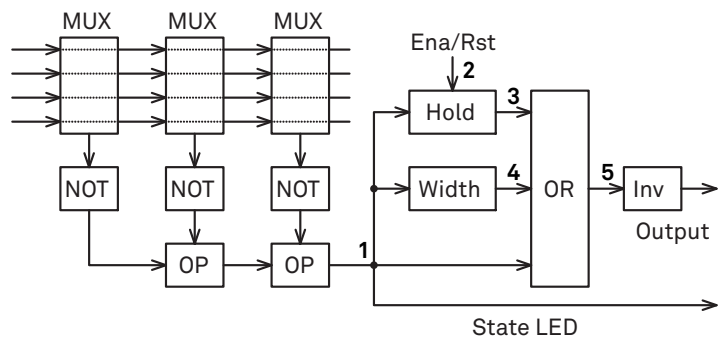 MUX MUX MUX
Ena/Rst
2
Hold 3
NOT NOT NOT Width 4 OR 5 Inv
Output
OP OP 1
State LED